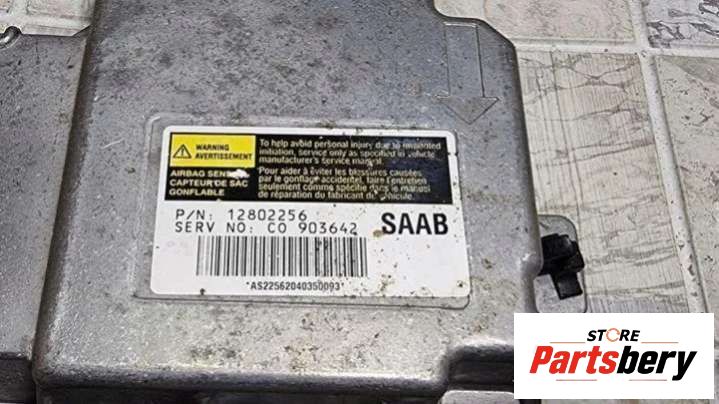 WARNING
AVERTISSEMENT
To help avoid personal injury due to unwanted
initiation, service only as specified in vehicle
manufacturer's service manual.
AIRBAG SENSOR
CAPTEUR DE SAC
GONFLABLE
Pour aider à éviter les blessures causées
par le gonflage accidentel, faire l'entretien
seulement comme spécifié dans le manuel
de réparation du fabricant de véhicule.
P/N: 12802256
SERV NO: CO 903642
SAAB
*AS22562040350093*
STORE
Partsbery